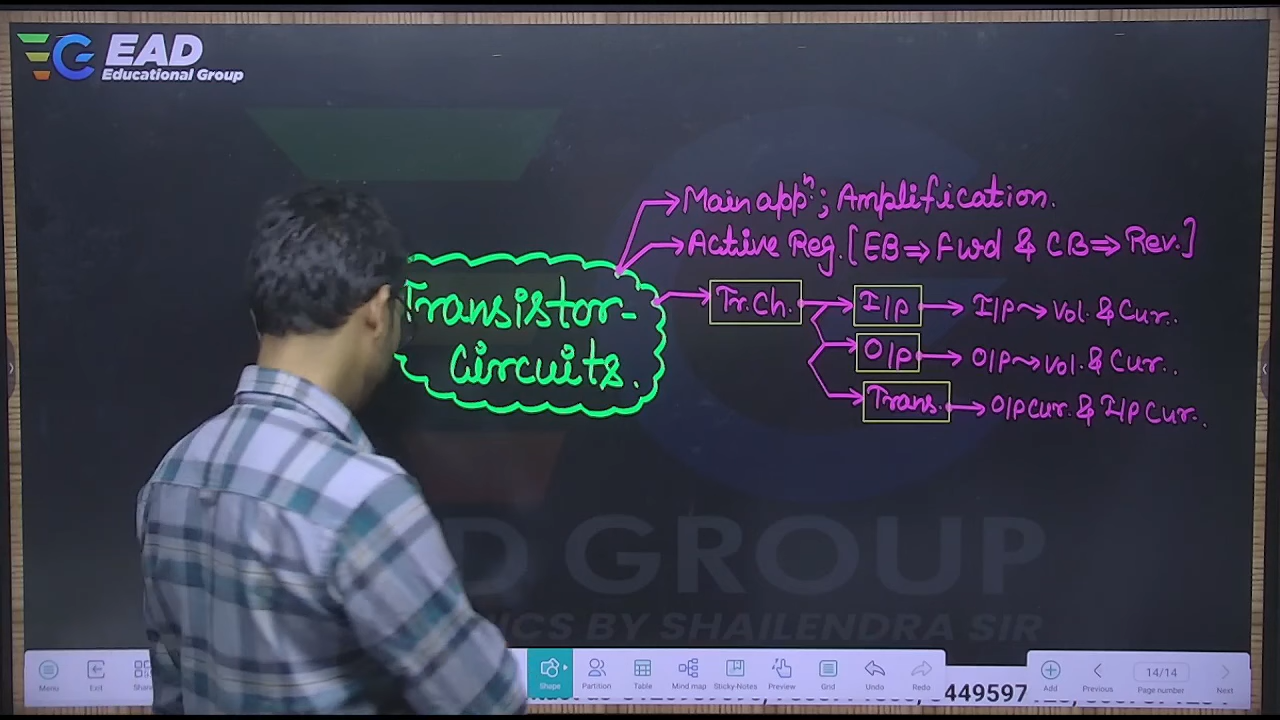 EAD
Educational Group
Main appⁿ; Amplification.
Active Reg. [EB⇒ Fwd & CB⇒ Rev.]
Transistor-
Circuits.
Tr.Ch.
I/p → I/p~→ Vol. & Cur.
O/p → O/p~→ Vol. & Cur.
Trans. → O/p Cur. & I/p Cur.
D GROUP
ICS BY SHAILENDRA SIR
Menu
Exit
Shape
Partition
Table
Mind map
Sticky-Notes
Preview
Grid
Undo
Redo
449597
Add
Previous
14/14
Page number
Next